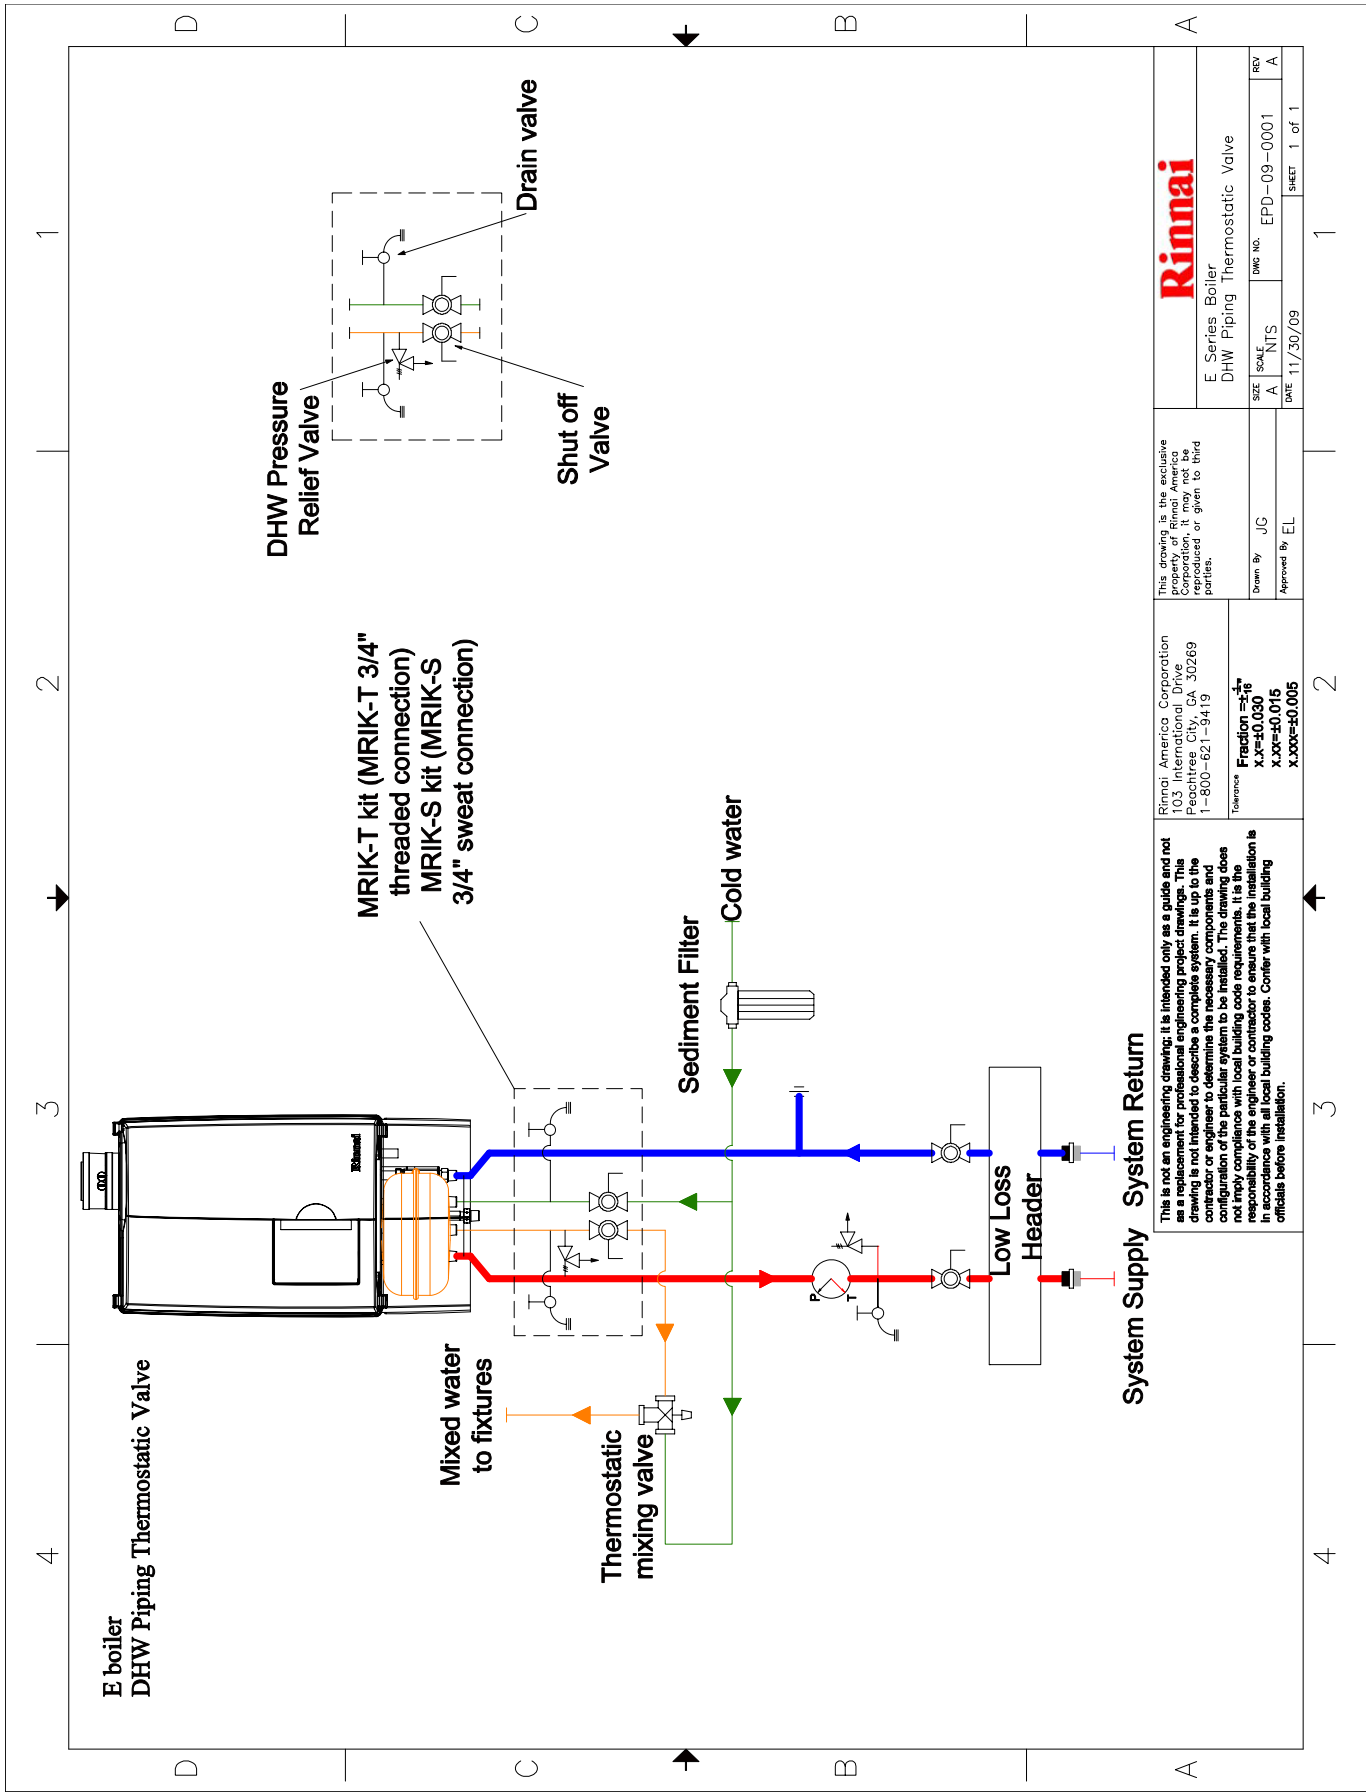 E boiler
DHW Piping Thermostatic Valve
4
3
2
1
D
C
B
A
D
C
B
A
4
3
2
1
Rinnai
Mixed water
to fixtures
Thermostatic
mixing valve
MRIK-T kit (MRIK-T 3/4"
threaded connection)
MRIK-S kit (MRIK-S
3/4" sweat connection)
DHW Pressure
Relief Valve
Drain valve
Shut off
Valve
Sediment Filter
Cold water
P
T
Low Loss
Header
System Supply
System Return
This is not an engineering drawing; it is intended only as a guide and not
as a replacement for professional engineering project drawings. This
drawing is not intended to describe a complete system. It is up to the
contractor or engineer to determine the necessary components and
configuration of the particular system to be installed. The drawing does
not imply compliance with local building code requirements. It is the
responsibility of the engineer or contractor to ensure that the installation is
in accordance with all local building codes. Confer with local building
officials before installation.
Rinnai America Corporation
103 International Drive
Peachtree City, GA 30269
1-800-621-9419
Tolerance
Fraction =±1/16"
X.X=±0.030
X.XX=±0.015
X.XXX=±0.005
This drawing is the exclusive
property of Rinnai America
Corporation, it may not be
reproduced or given to third
parties.
Drawn By JG
Approved By EL
Rinnai
E Series Boiler
DHW Piping Thermostatic Valve
SIZE A
SCALE NTS
DWG NO. EPD-09-0001
REV A
DATE 11/30/09
SHEET 1 of 1